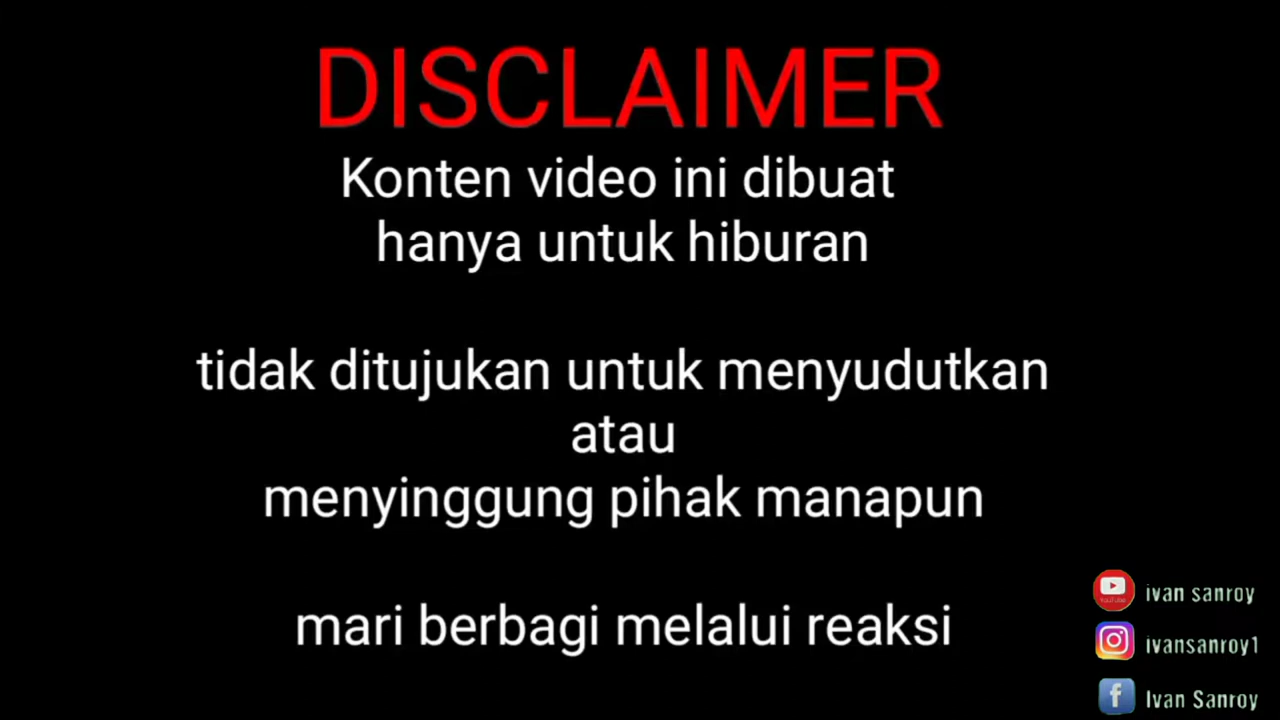 DISCLAIMER
Konten video ini dibuat
hanya untuk hiburan
tidak ditujukan untuk menyudutkan
atau
menyinggung pihak manapun
mari berbagi melalui reaksi
YouTube
ivan sanroy
ivansanroy1
Ivan Sanroy